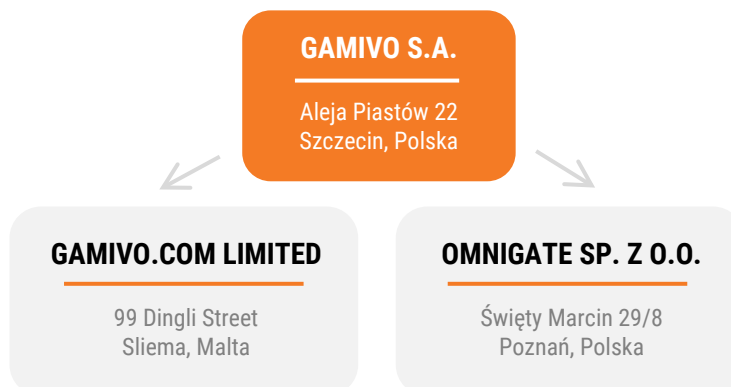 GAMIVO S.A.
Aleja Piastów 22
Szczecin, Polska
GAMIVO.COM LIMITED
99 Dingli Street
Sliema, Malta
OMNIGATE SP. Z O.O.
Święty Marcin 29/8
Poznań, Polska